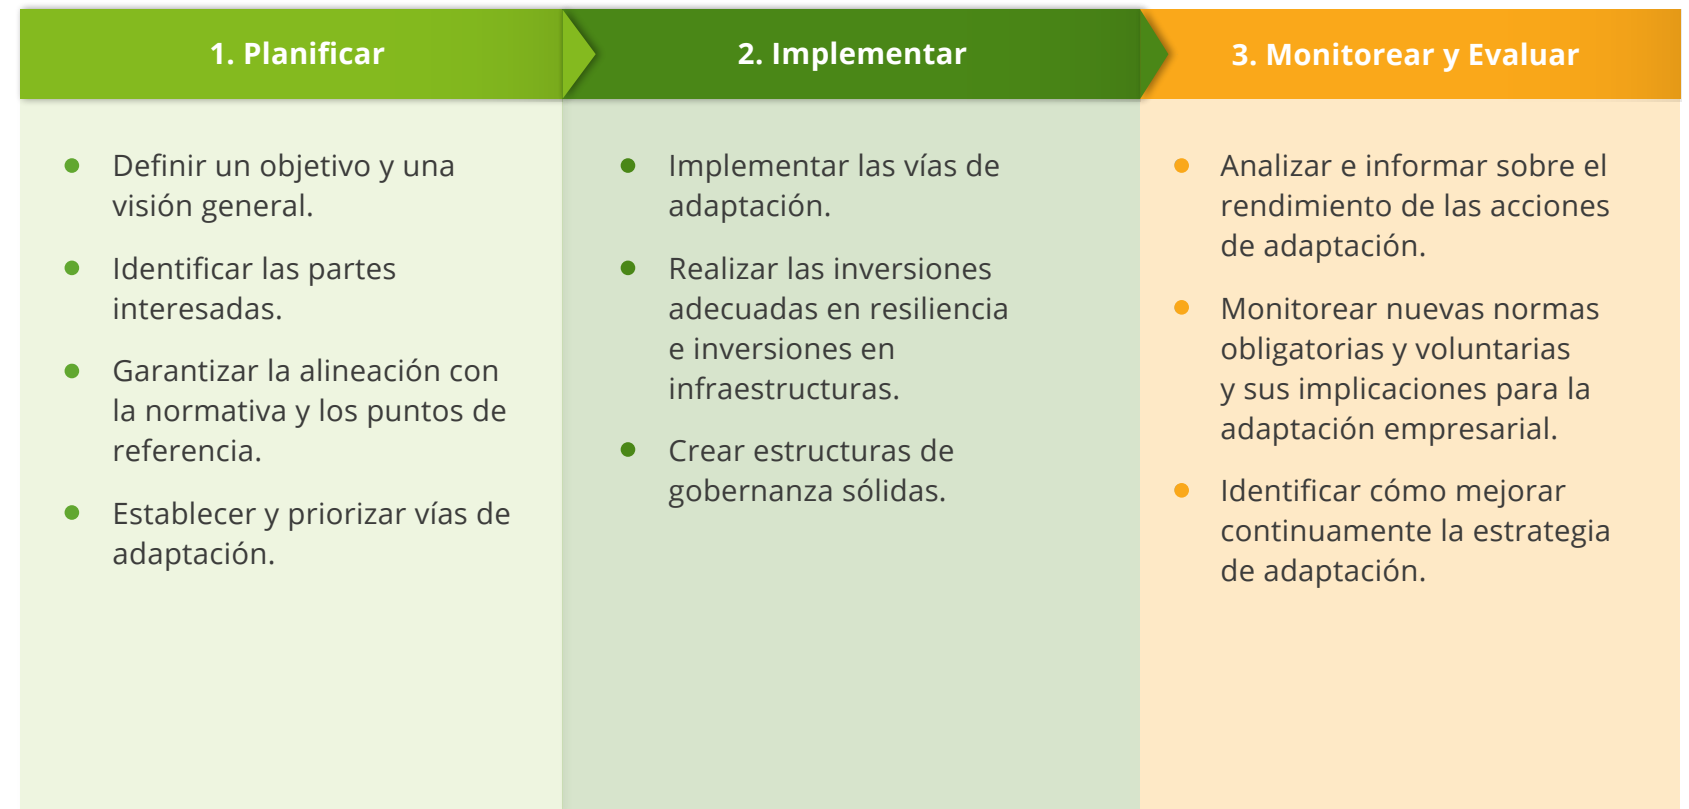 1. Planificar
Definir un objetivo y una
visión general.
Identificar las partes
interesadas.
Garantizar la alineación con
la normativa y los puntos de
referencia.
Establecer y priorizar vías de
adaptación.
2. Implementar
Implementar las vías de
adaptación.
Realizar las inversiones
adecuadas en resiliencia
e inversiones en
infraestructuras.
Crear estructuras de
gobernanza sólidas.
3. Monitorear y Evaluar
Analizar e informar sobre el
rendimiento de las acciones
de adaptación.
Monitorear nuevas normas
obligatorias y voluntarias
y sus implicaciones para la
adaptación empresarial.
Identificar cómo mejorar
continuamente la estrategia
de adaptación.